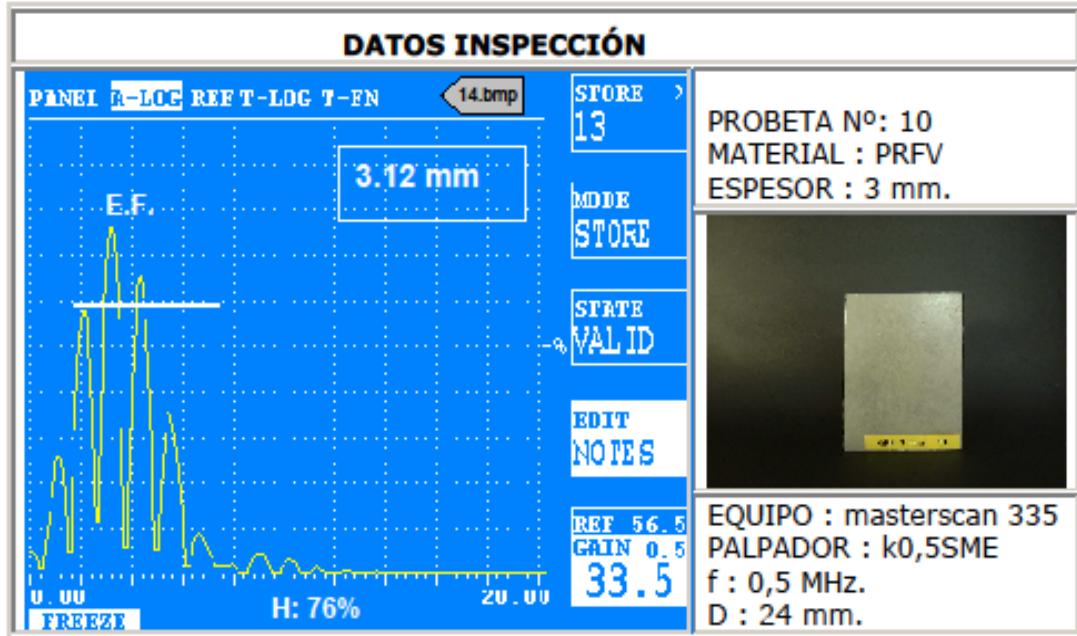 DATOS INSPECCIÓN
PANEL A-LOG REF T-LOG T-FN
14.bmp
3.12 mm
E.F.
0.00
20.00
H: 76%
FREEZE
STORE >
13
MODE
STORE
STATE
VALID
EDIT
NOTES
REF 56.5
GAIN 0.5
33.5
-%
PROBETA Nº: 10
MATERIAL : PRFV
ESPESOR : 3 mm.
EQUIPO : masterscan 335
PALPADOR : k0,5SME
f : 0,5 MHz.
D : 24 mm.